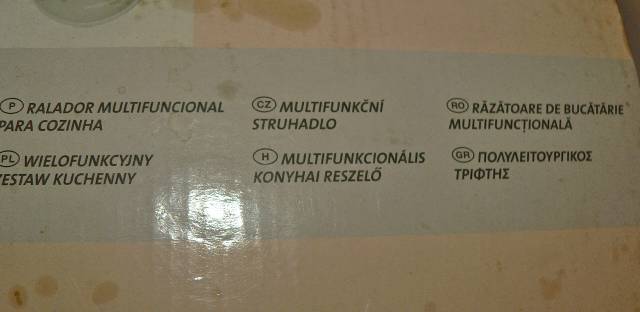 P RALADOR MULTIFUNCIONAL
PARA COZINHA
CZ MULTIFUNKČNÍ
STRUHADLO
RO RĂZĂTOARE DE BUCĂTĂRIE
MULTIFUNCŢIONALĂ
PL WIELOFUNKCYJNY
ZESTAW KUCHENNY
H MULTIFUNKCIONÁLIS
KONYHAI RESZELŐ
GR ΠΟΛΥΛΕΙΤΟΥΡΓΙΚΟΣ
ΤΡΙΦΤΗΣ